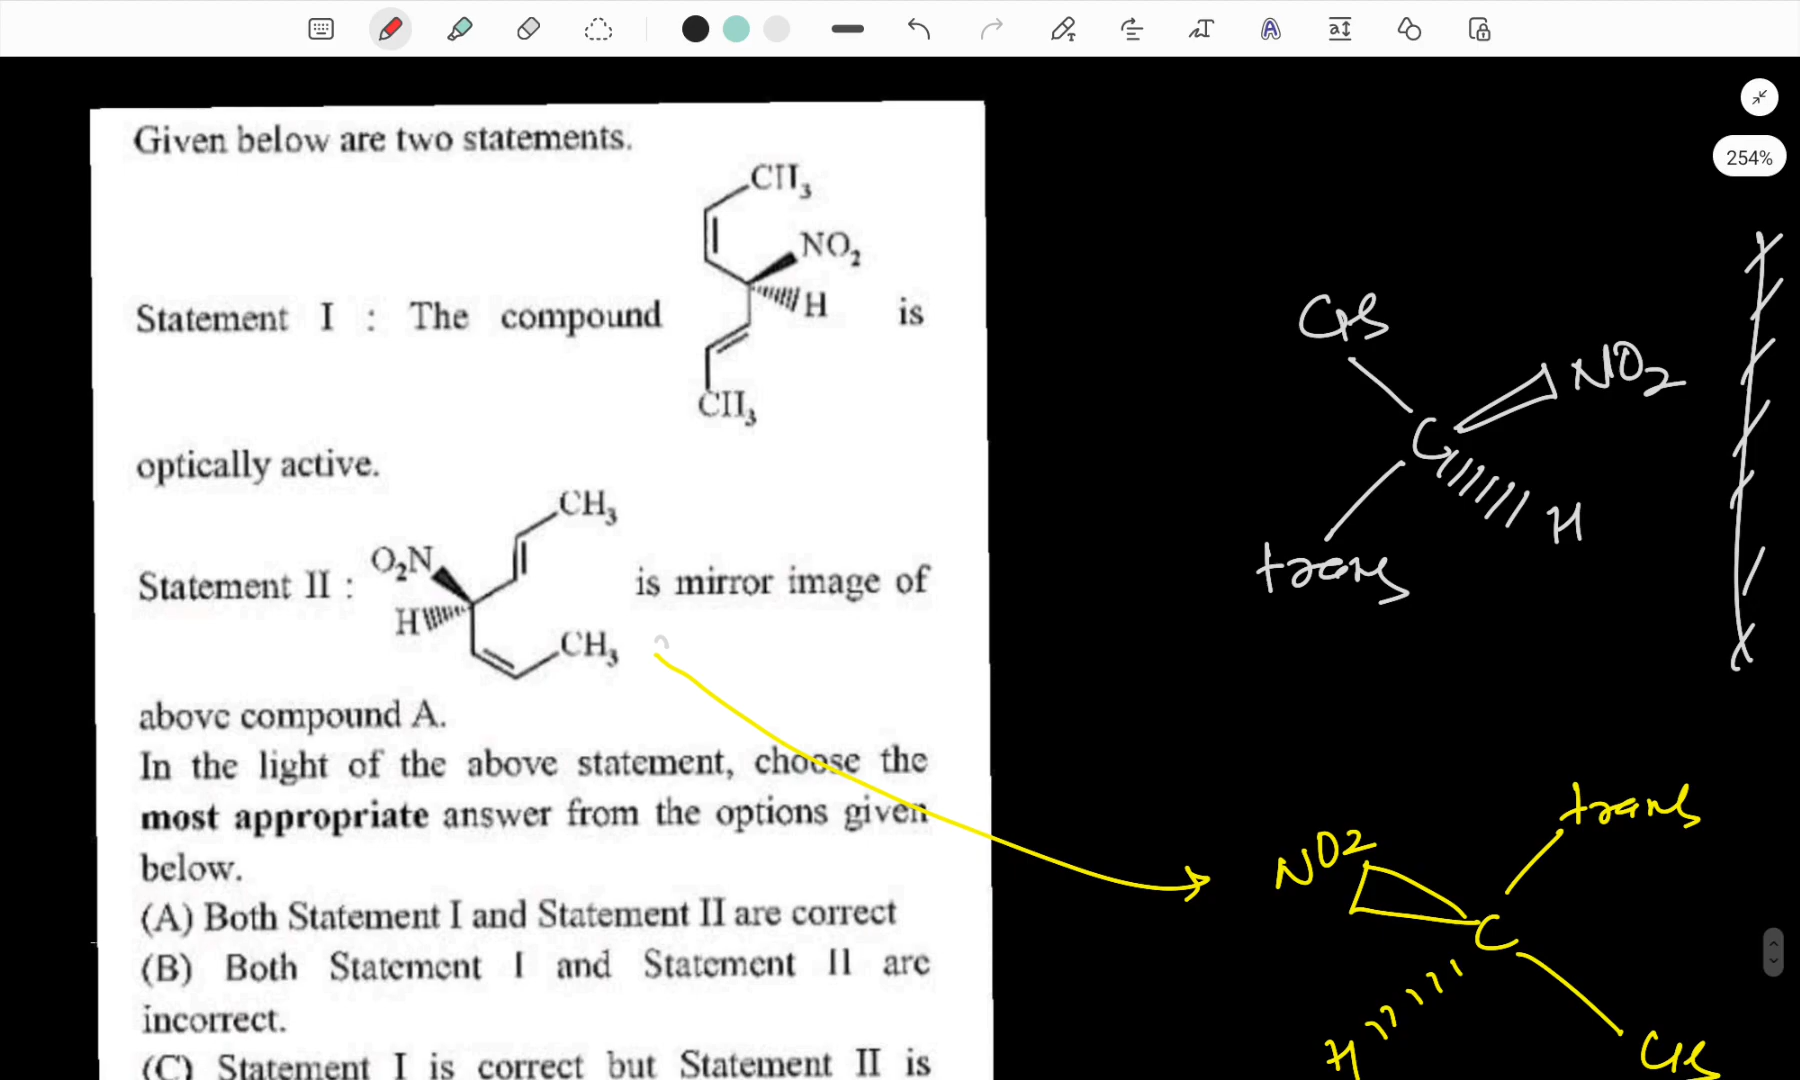 254%
Given below are two statements.
CH3
NO2
H
Statement I : The compound is
CH3
optically active.
CH3
O2N
Statement II : is mirror image of
H
CH3
above compound A.
In the light of the above statement, choose the
most appropriate answer from the options given
below.
(A) Both Statement I and Statement II are correct
(B) Both Statement I and Statement II are
incorrect.
(C) Statement I is correct but Statement II is
Cis
NO2
C
H
trans
trans
NO2
C
H
Cis